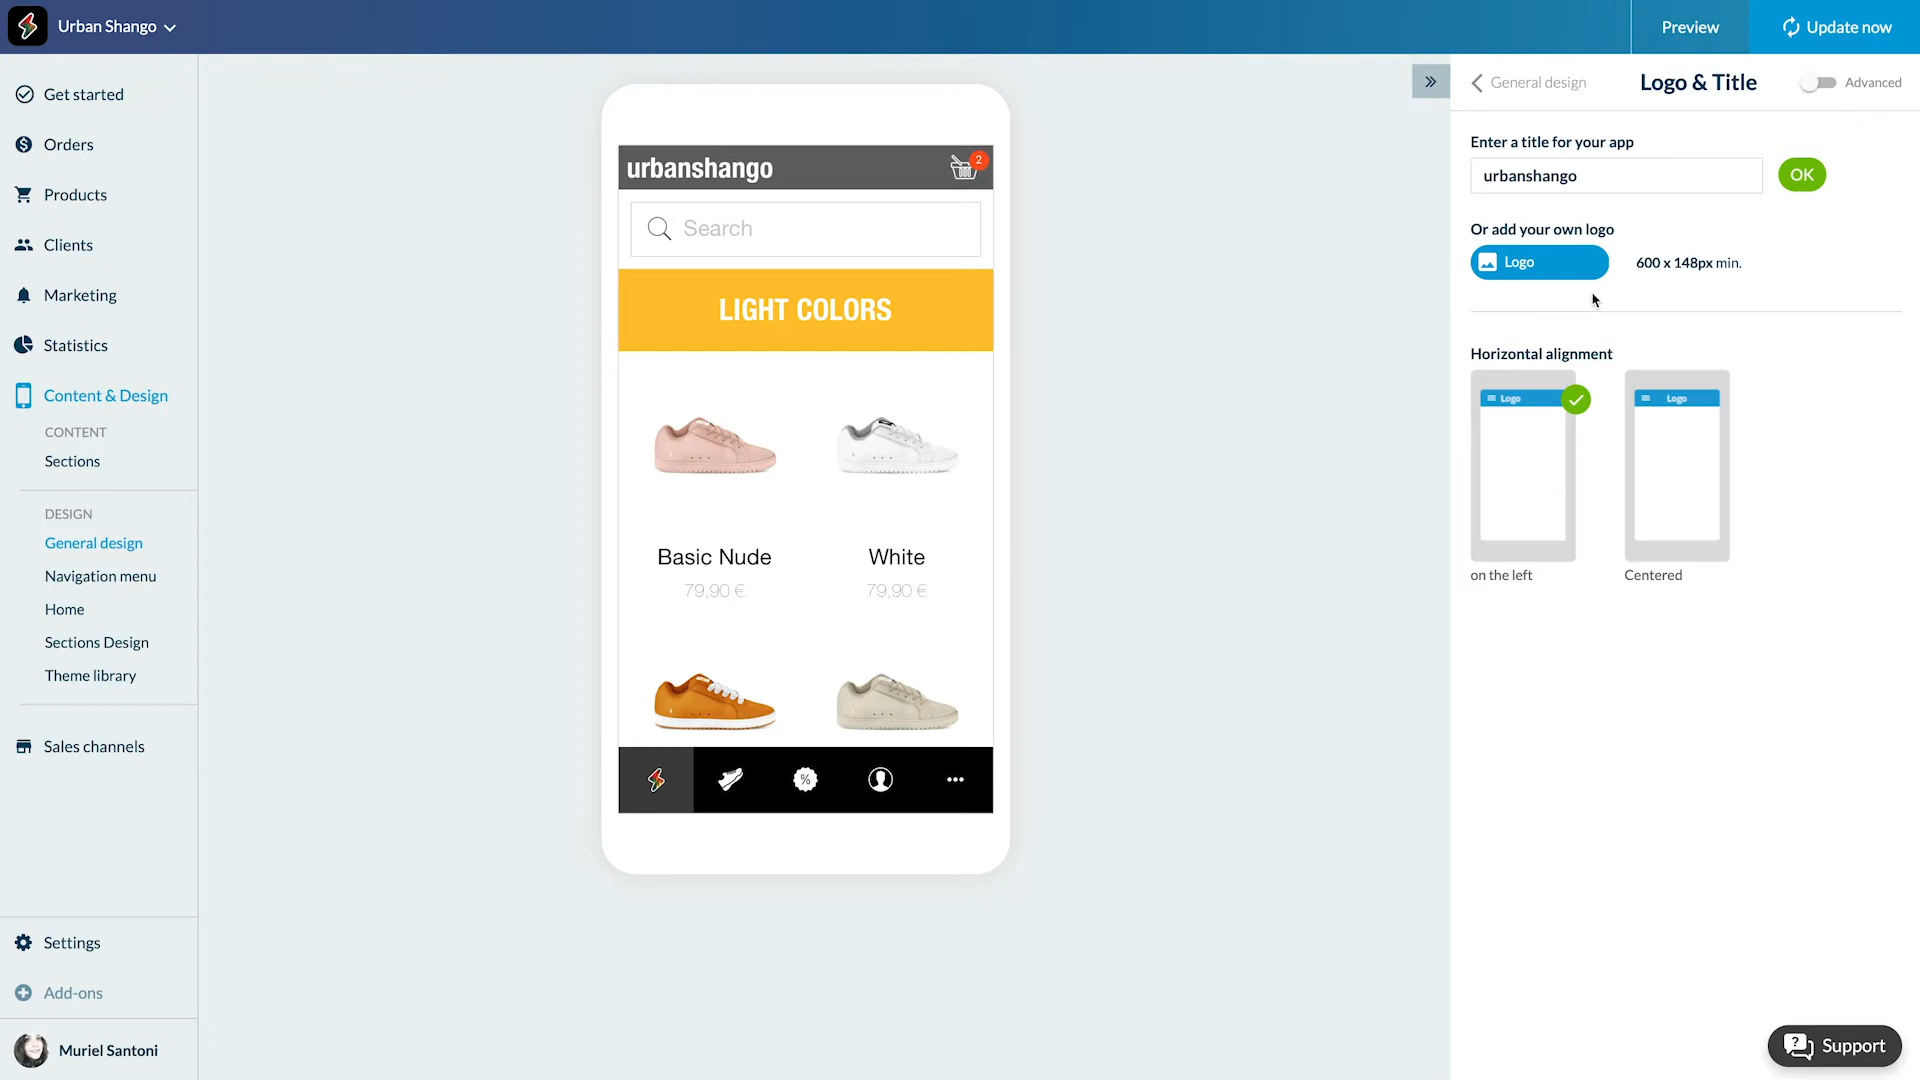 Urban Shango
Preview
Update now
Get started
Orders
Products
Clients
Marketing
Statistics
Content & Design
CONTENT
Sections
DESIGN
General design
Navigation menu
Home
Sections Design
Theme library
Sales channels
Settings
Add-ons
Muriel Santoni
urbanshango
2
Search
LIGHT COLORS
Basic Nude
White
79,90 €
79,90 €
%
General design
Logo & Title
Advanced
Enter a title for your app
urbanshango
OK
Or add your own logo
Logo
600 x 148px min.
Horizontal alignment
Logo
Logo
on the left
Centered
? Support